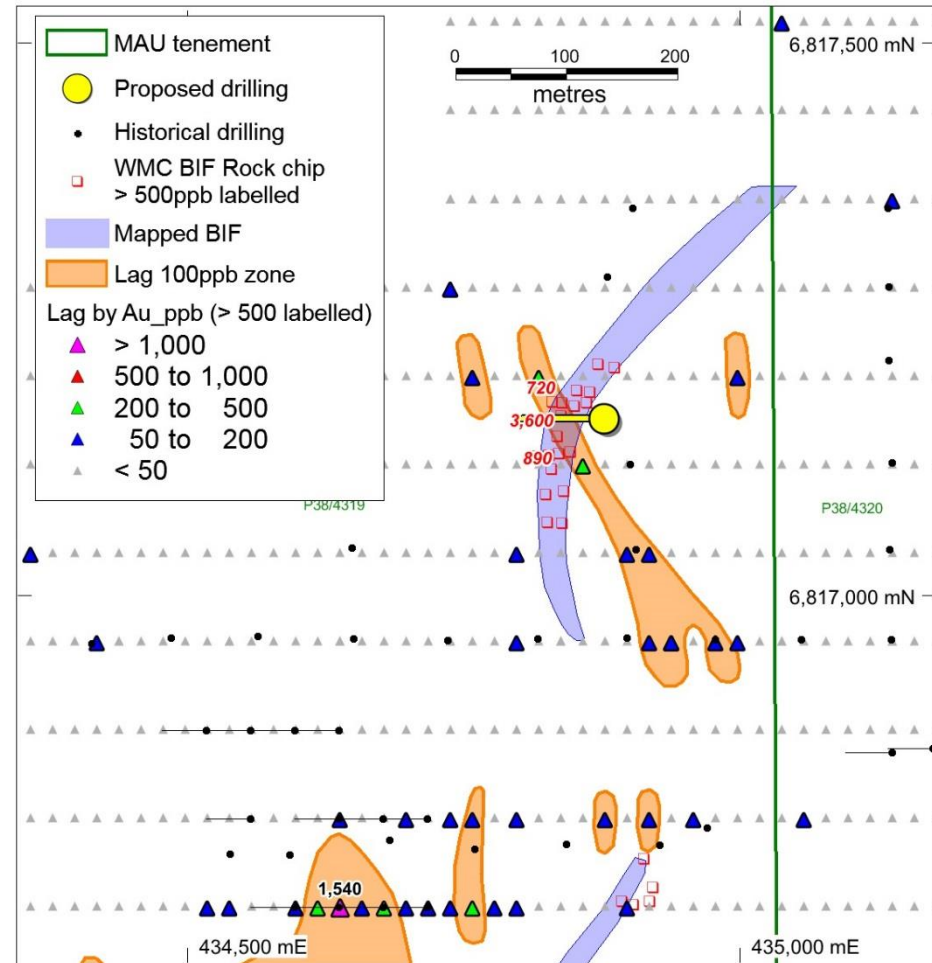 MAU tenement
Proposed drilling
Historical drilling
WMC BIF Rock chip
> 500ppb labelled
Mapped BIF
Lag 100ppb zone
Lag by Au_ppb (> 500 labelled)
> 1,000
500 to 1,000
200 to 500
50 to 200
< 50
0 100 200
metres
6,817,500 mN
720
3,600
890
P38/4319
P38/4320
6,817,000 mN
1,540
434,500 mE
435,000 mE